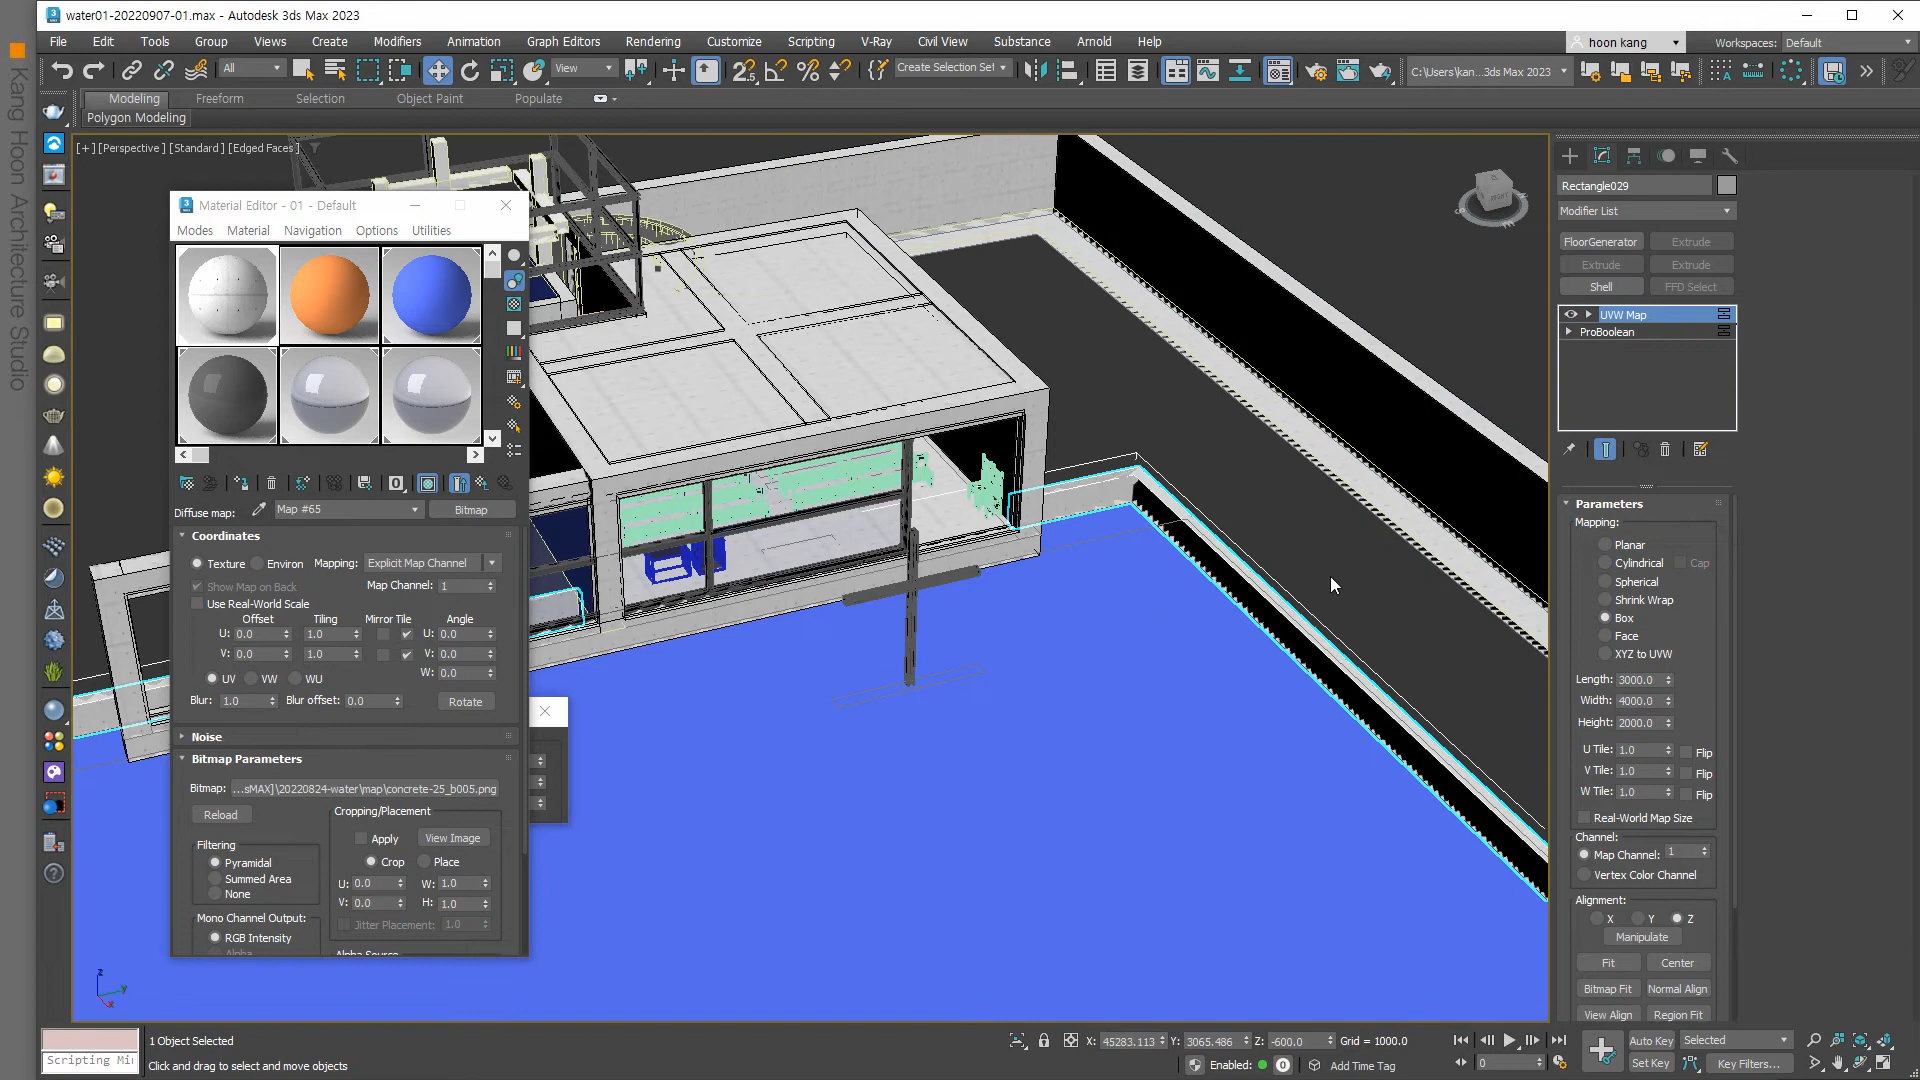 water01-20220907-01.max - Autodesk 3ds Max 2023
File Edit Tools Group Views Create Modifiers Animation Graph Editors Rendering Customize Scripting V-Ray Civil View Substance Arnold Help
hoon kang
Workspaces: Default
All
View
Create Selection Set
C:\Users\kan...3ds Max 2023
Modeling Freeform Selection Object Paint Populate
Polygon Modeling
Kang Hoon Architecture Studio
[+] [Perspective ] [Standard ] [Edged Faces ]
Material Editor - 01 - Default
Modes Material Navigation Options Utilities
Diffuse map: Map #65 Bitmap
Coordinates
Texture Environ Mapping: Explicit Map Channel
Show Map on Back Map Channel: 1
Use Real-World Scale
Offset Tiling Mirror Tile Angle
U: 0.0 1.0 U: 0.0
V: 0.0 1.0 V: 0.0
W: 0.0
UV VW WU
Blur: 1.0 Blur offset: 0.0 Rotate
Noise
Bitmap Parameters
Bitmap: ...sMAX]\20220824-water\map\concrete-25_b005.png
Reload
Cropping/Placement
Apply View Image
Crop Place
U: 0.0 W: 1.0
V: 0.0 H: 1.0
Jitter Placement: 1.0
Filtering
Pyramidal
Summed Area
None
Mono Channel Output:
RGB Intensity
Alpha
Alpha Source
RIGHT
z
y
x
Rectangle029
Modifier List
FloorGenerator Extrude
Extrude Extrude
Shell FFD Select
UVW Map
ProBoolean
Parameters
Mapping:
Planar
Cylindrical Cap
Spherical
Shrink Wrap
Box
Face
XYZ to UVW
Length: 3000.0
Width: 4000.0
Height: 2000.0
U Tile: 1.0 Flip
V Tile: 1.0 Flip
W Tile: 1.0 Flip
Real-World Map Size
Channel:
Map Channel: 1
Vertex Color Channel
Alignment:
X Y Z
Manipulate
Fit Center
Bitmap Fit Normal Align
View Align Region Fit
Scripting Mi
1 Object Selected
Click and drag to select and move objects
X: 45283.113 Y: 3065.486 Z: -600.0 Grid = 1000.0
Enabled: 0 Add Time Tag
0
Auto Key Selected
Set Key Key Filters...